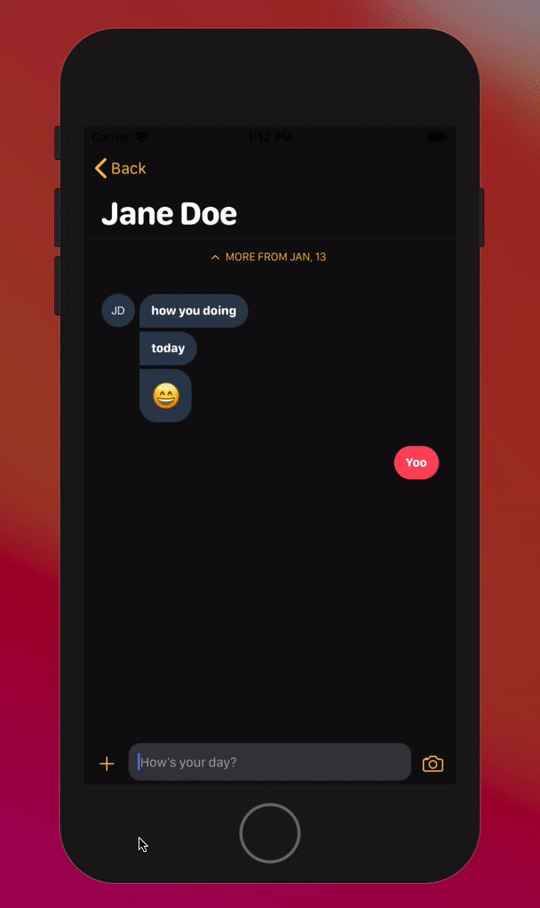 Carrier 1:12 PM
Back
Jane Doe
MORE FROM JAN, 13
JD how you doing
today
Yoo
How's your day?